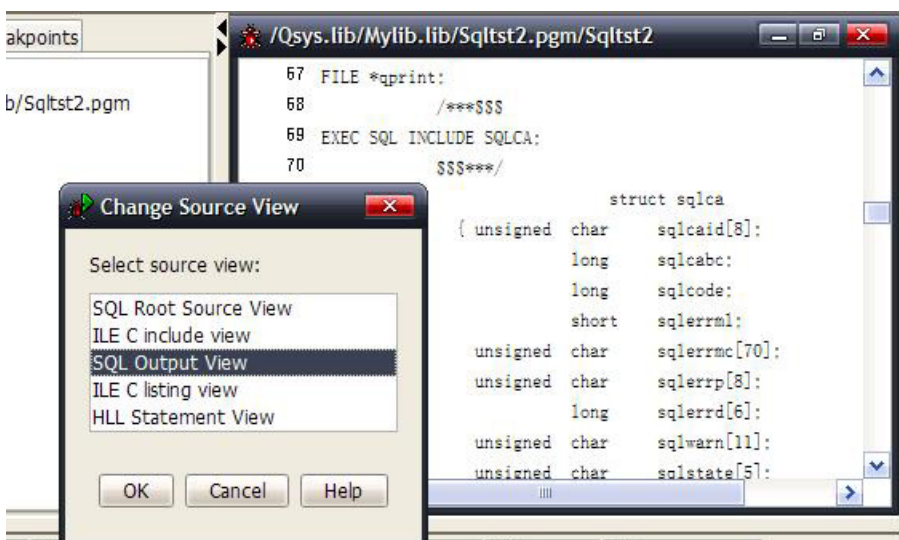 akpoints
b/Sqltst2.pgm
/Qsys.lib/Mylib.lib/Sqltst2.pgm/Sqltst2
67 FILE *qprint;
68 /***$$$
69 EXEC SQL INCLUDE SQLCA;
70 $$$***/
struct sqlca
{ unsigned char sqlcaid[8];
long sqlcabc;
long sqlcode;
short sqlerrml;
unsigned char sqlerrmc[70];
unsigned char sqlerrp[8];
long sqlerrd[6];
unsigned char sqlwarn[11];
unsigned char sqlstate[5];
Change Source View
Select source view:
SQL Root Source View
ILE C include view
SQL Output View
ILE C listing view
HLL Statement View
OK Cancel Help